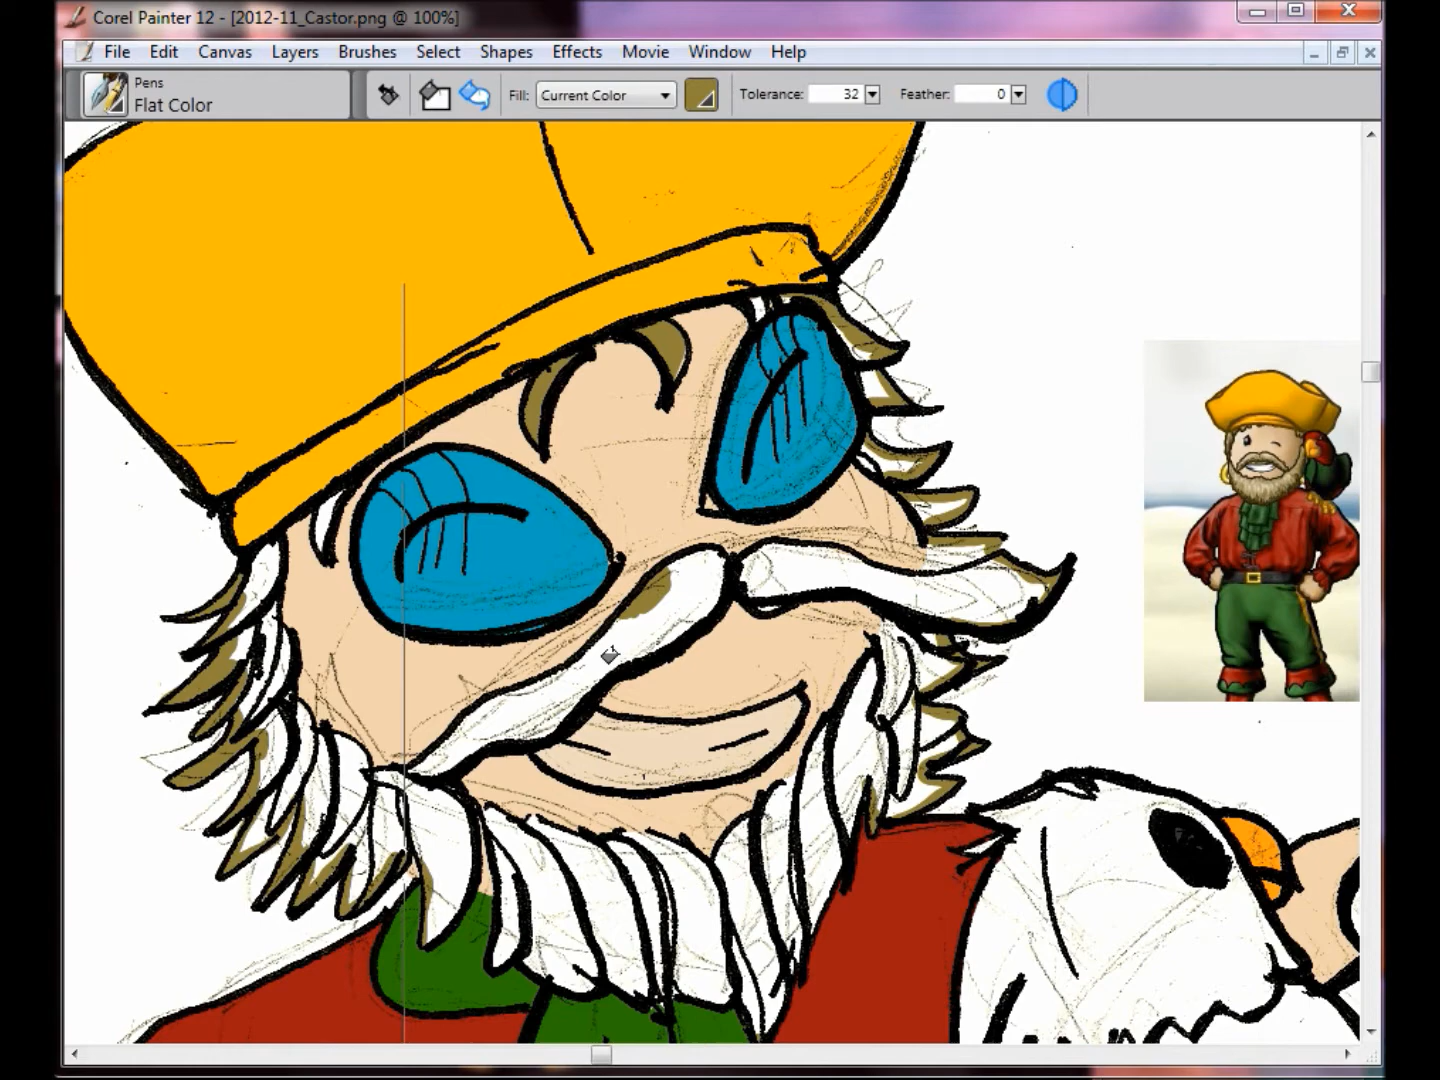 Corel Painter 12 - [2012-11_Castor.png @ 100%]
File Edit Canvas Layers Brushes Select Shapes Effects Movie Window Help
Pens
Flat Color
Fill: Current Color Tolerance: 32 Feather: 0